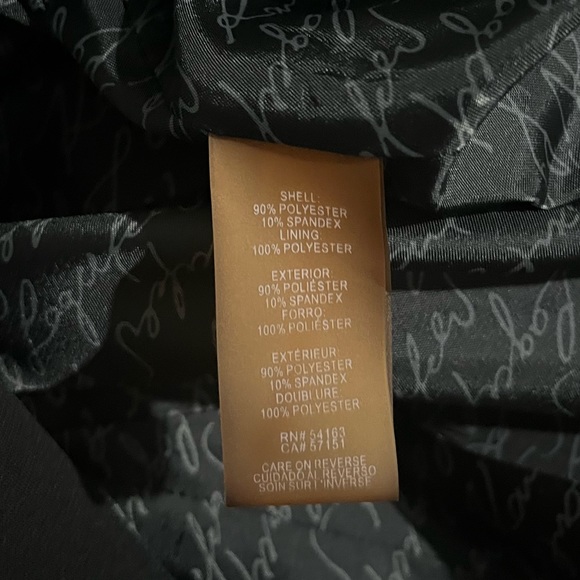 SHELL:
90% POLYESTER
10% SPANDEX
LINING:
100% POLYESTER
EXTERIOR:
90% POLIÉSTER
10% SPANDEX
FORRO:
100% POLIÉSTER
EXTÉRIEUR:
90% POLYESTER
10% SPANDEX
DOUBLURE:
100% POLYESTER
RN# 54163
CA# 57151
CARE ON REVERSE
CUIDADO AL REVERSO
SOIN SUR L'INVERSE